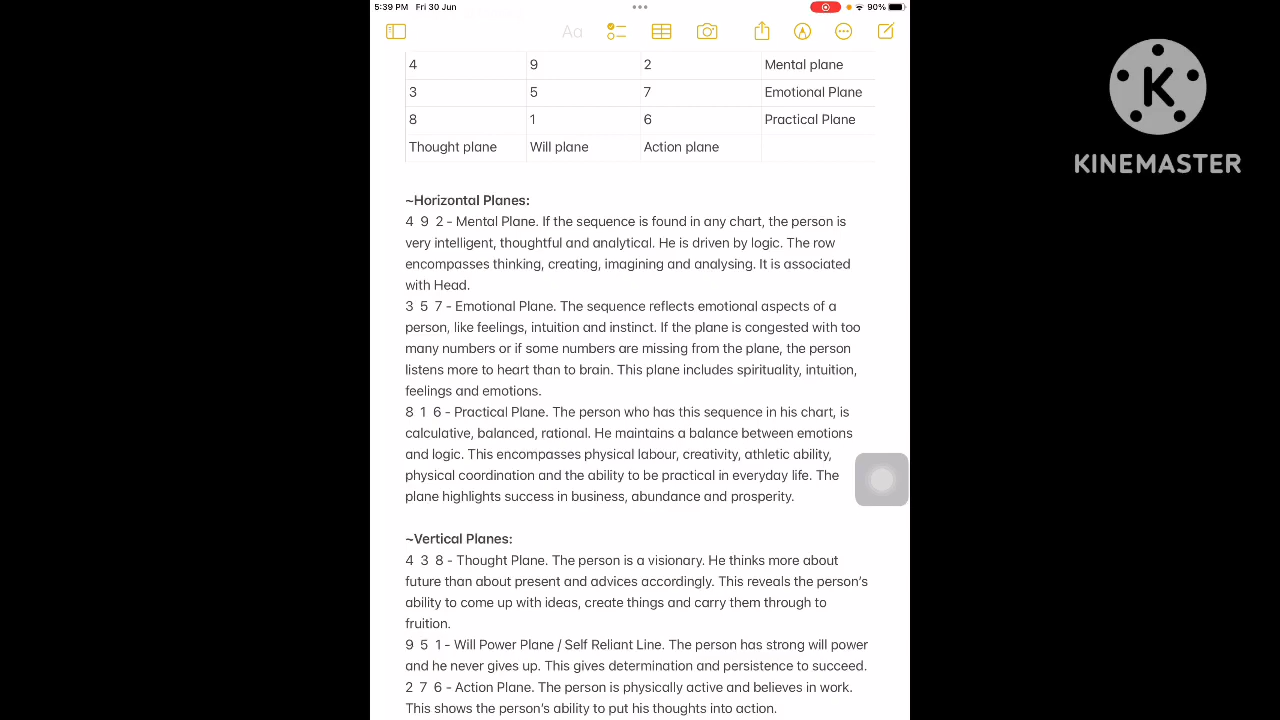 5:39 PM Fri 30 Jun
90%
Aa
4 9 2 Mental plane
3 5 7 Emotional Plane
8 1 6 Practical Plane
Thought plane Will plane Action plane
~Horizontal Planes:
4 9 2 - Mental Plane. If the sequence is found in any chart, the person is
very intelligent, thoughtful and analytical. He is driven by logic. The row
encompasses thinking, creating, imagining and analysing. It is associated
with Head.
3 5 7 - Emotional Plane. The sequence reflects emotional aspects of a
person, like feelings, intuition and instinct. If the plane is congested with too
many numbers or if some numbers are missing from the plane, the person
listens more to heart than to brain. This plane includes spirituality, intuition,
feelings and emotions.
8 1 6 - Practical Plane. The person who has this sequence in his chart, is
calculative, balanced, rational. He maintains a balance between emotions
and logic. This encompasses physical labour, creativity, athletic ability,
physical coordination and the ability to be practical in everyday life. The
plane highlights success in business, abundance and prosperity.
~Vertical Planes:
4 3 8 - Thought Plane. The person is a visionary. He thinks more about
future than about present and advices accordingly. This reveals the person’s
ability to come up with ideas, create things and carry them through to
fruition.
9 5 1 - Will Power Plane / Self Reliant Line. The person has strong will power
and he never gives up. This gives determination and persistence to succeed.
2 7 6 - Action Plane. The person is physically active and believes in work.
This shows the person’s ability to put his thoughts into action.
K
KINEMASTER